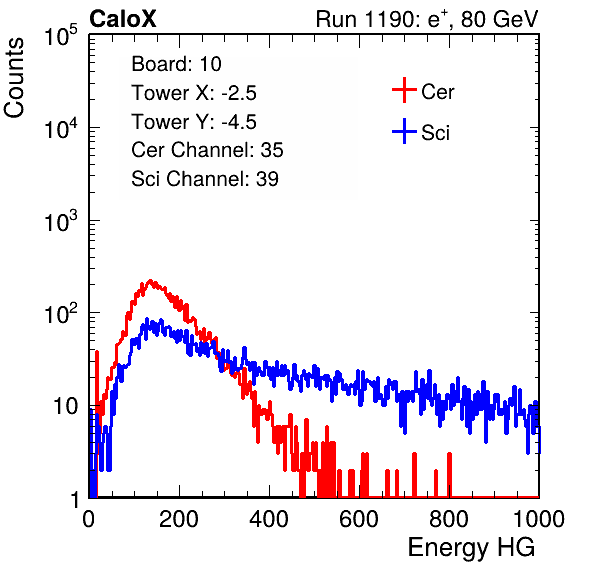 CaloX Run 1190: e⁺, 80 GeV
Counts
10⁵
10⁴
10³
10²
10
1
Board: 10
Tower X: -2.5
Tower Y: -4.5
Cer Channel: 35
Sci Channel: 39
Cer
Sci
0 200 400 600 800 1000
Energy HG